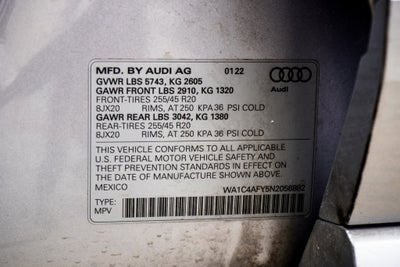 MFD. BY AUDI AG 01/22
GVWR LBS 5743, KG 2605
GAWR FRONT LBS 2910, KG 1320
FRONT-TIRES 255/45 R20
8JX20 RIMS, AT 250 KPA 36 PSI COLD
GAWR REAR LBS 3042, KG 1380
REAR-TIRES 255/45 R20
8JX20 RIMS, AT 250 KPA 36 PSI COLD
Audi
THIS VEHICLE CONFORMS TO ALL APPLICABLE
U.S. FEDERAL MOTOR VEHICLE SAFETY AND
THEFT PREVENTION STANDARDS IN EFFECT ON
THE DATE OF MANUFACTURE SHOWN ABOVE.
MEXICO WA1C4AFY5N2056882
TYPE:
MPV